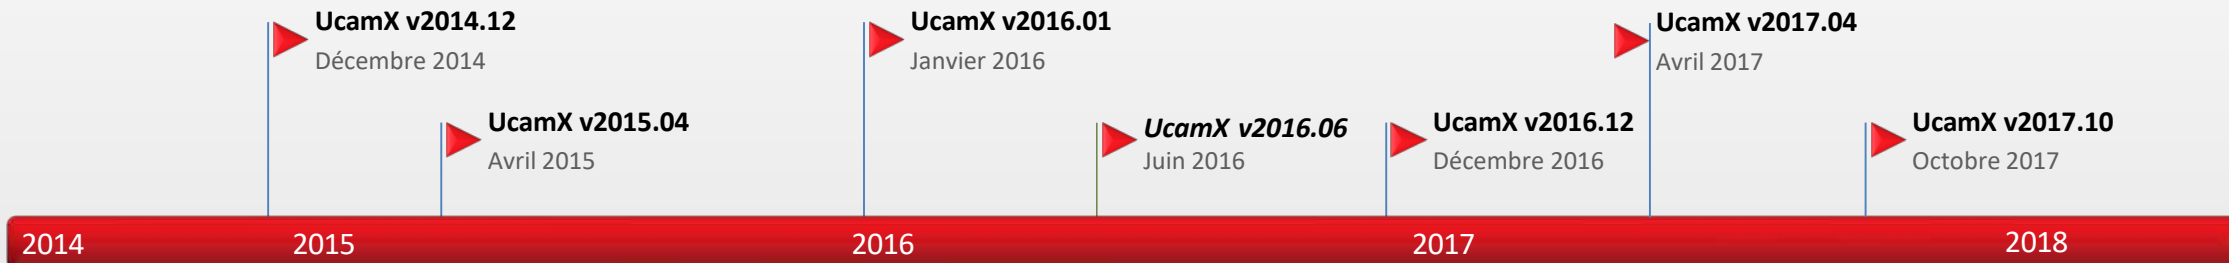 UcamX v2014.12
Décembre 2014
UcamX v2016.01
Janvier 2016
UcamX v2017.04
Avril 2017
UcamX v2015.04
Avril 2015
UcamX v2016.06
Juin 2016
UcamX v2016.12
Décembre 2016
UcamX v2017.10
Octobre 2017
2014
2015
2016
2017
2018